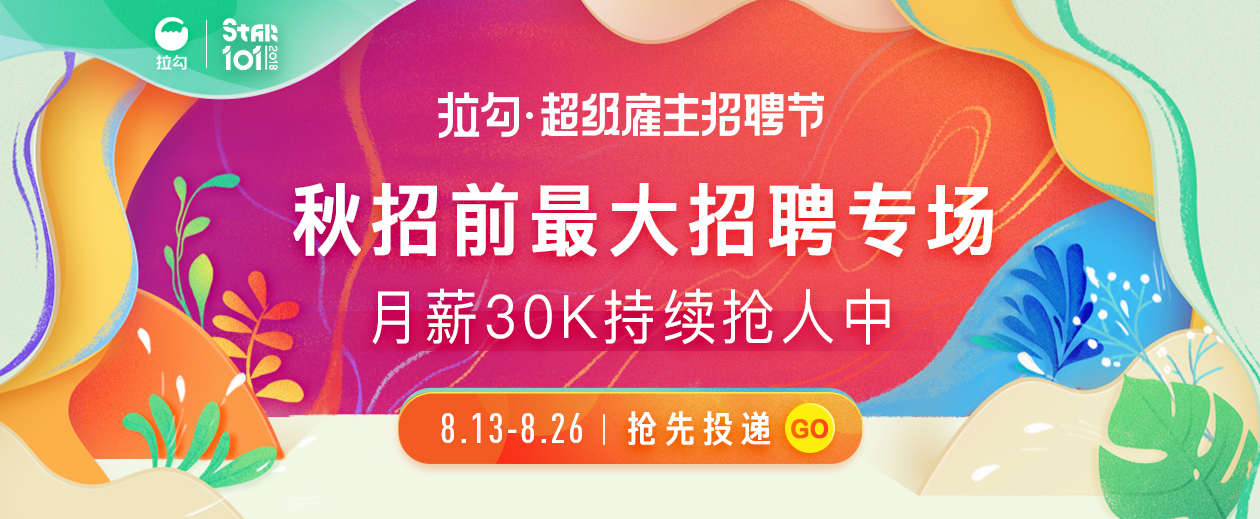 拉勾
STAR
101 2018
拉勾·超级雇主招聘节
秋招前最大招聘专场
月薪30K持续抢人中
8.13-8.26 | 抢先投递 GO